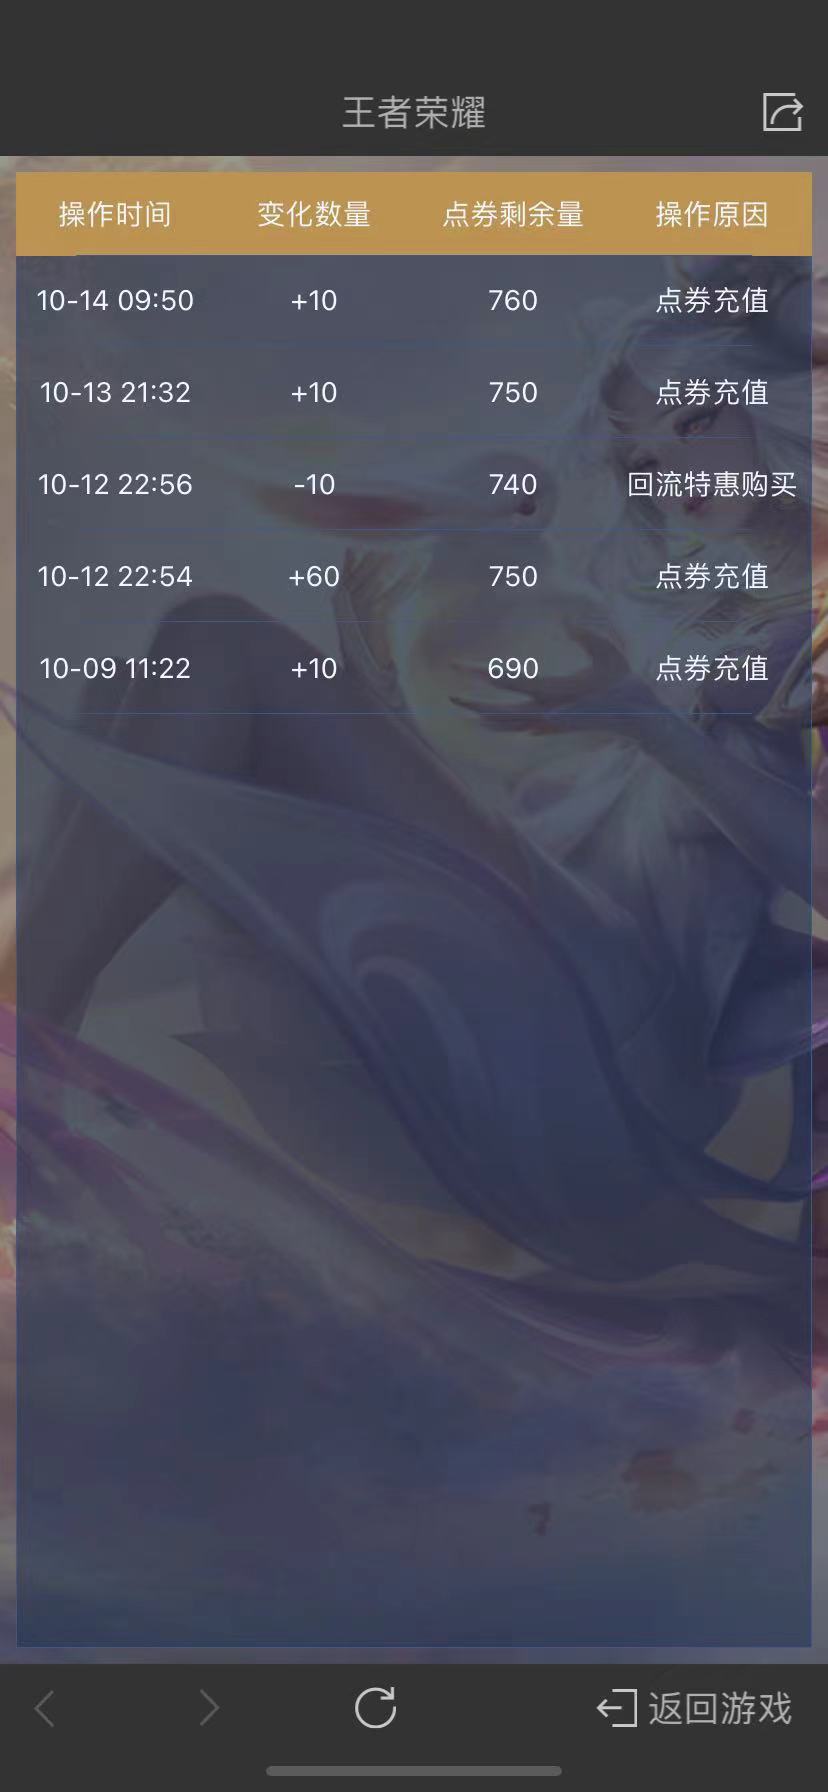 王者荣耀
操作时间 变化数量 点券剩余量 操作原因
10-14 09:50 +10 760 点券充值
10-13 21:32 +10 750 点券充值
10-12 22:56 -10 740 回流特惠购买
10-12 22:54 +60 750 点券充值
10-09 11:22 +10 690 点券充值
返回游戏